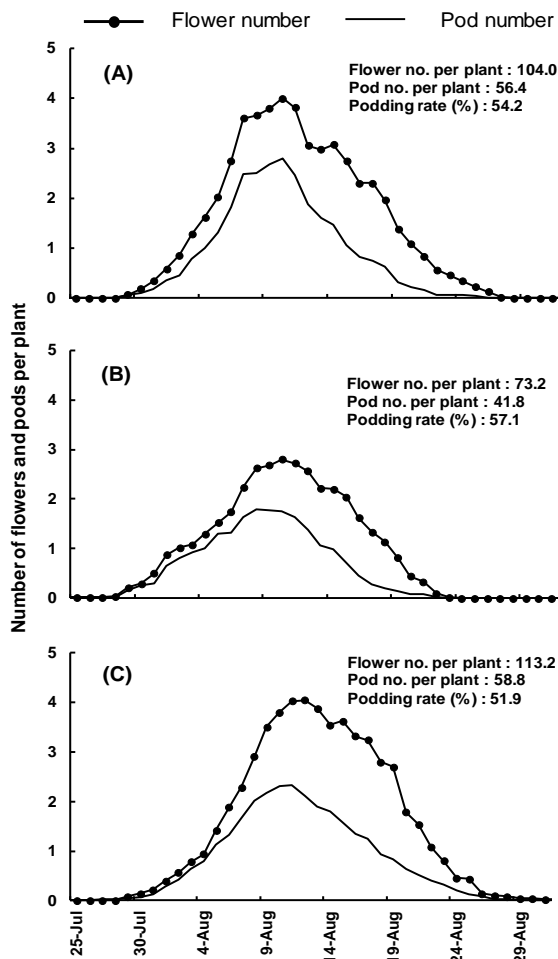 Flower number Pod number
Number of flowers and pods per plant
5
(A)
Flower no. per plant : 104.0
Pod no. per plant : 56.4
Podding rate (%) : 54.2
4
3
2
1
0
5
(B)
Flower no. per plant : 73.2
Pod no. per plant : 41.8
Podding rate (%) : 57.1
4
3
2
1
0
5
(C)
Flower no. per plant : 113.2
Pod no. per plant : 58.8
Podding rate (%) : 51.9
4
3
2
1
0
25-Jul
30-Jul
4-Aug
9-Aug
14-Aug
19-Aug
24-Aug
29-Aug